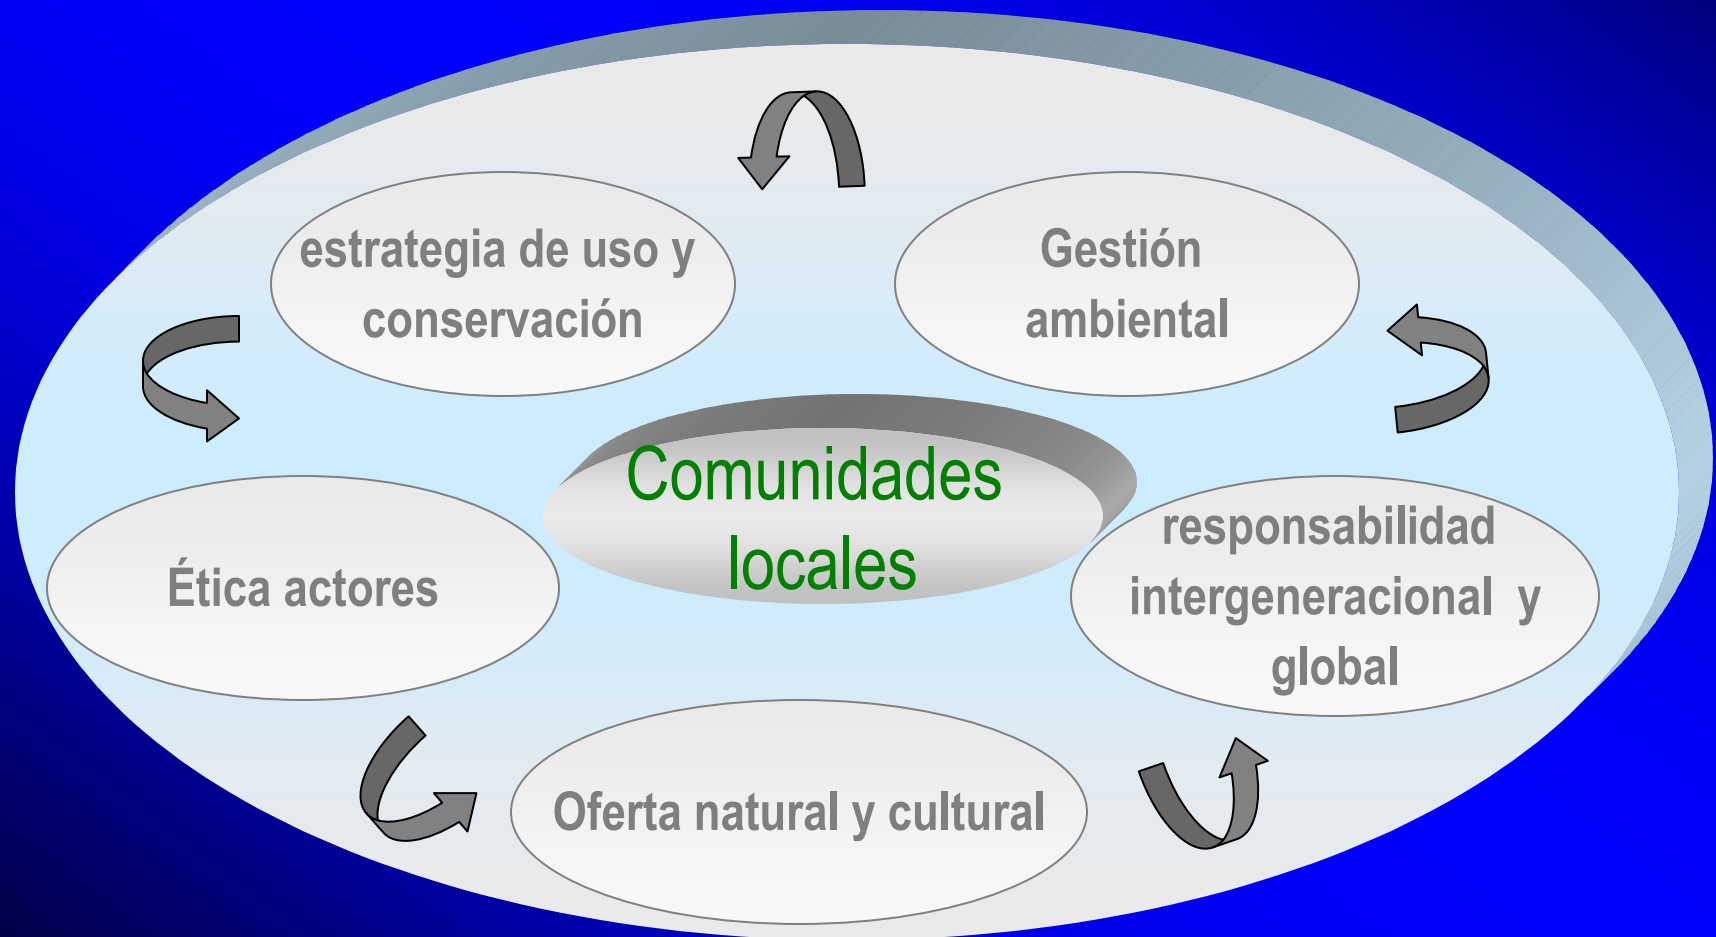 estrategia de uso y
conservación
Gestión
ambiental
Comunidades
locales
Ética actores
responsabilidad
intergeneracional y
global
Oferta natural y cultural